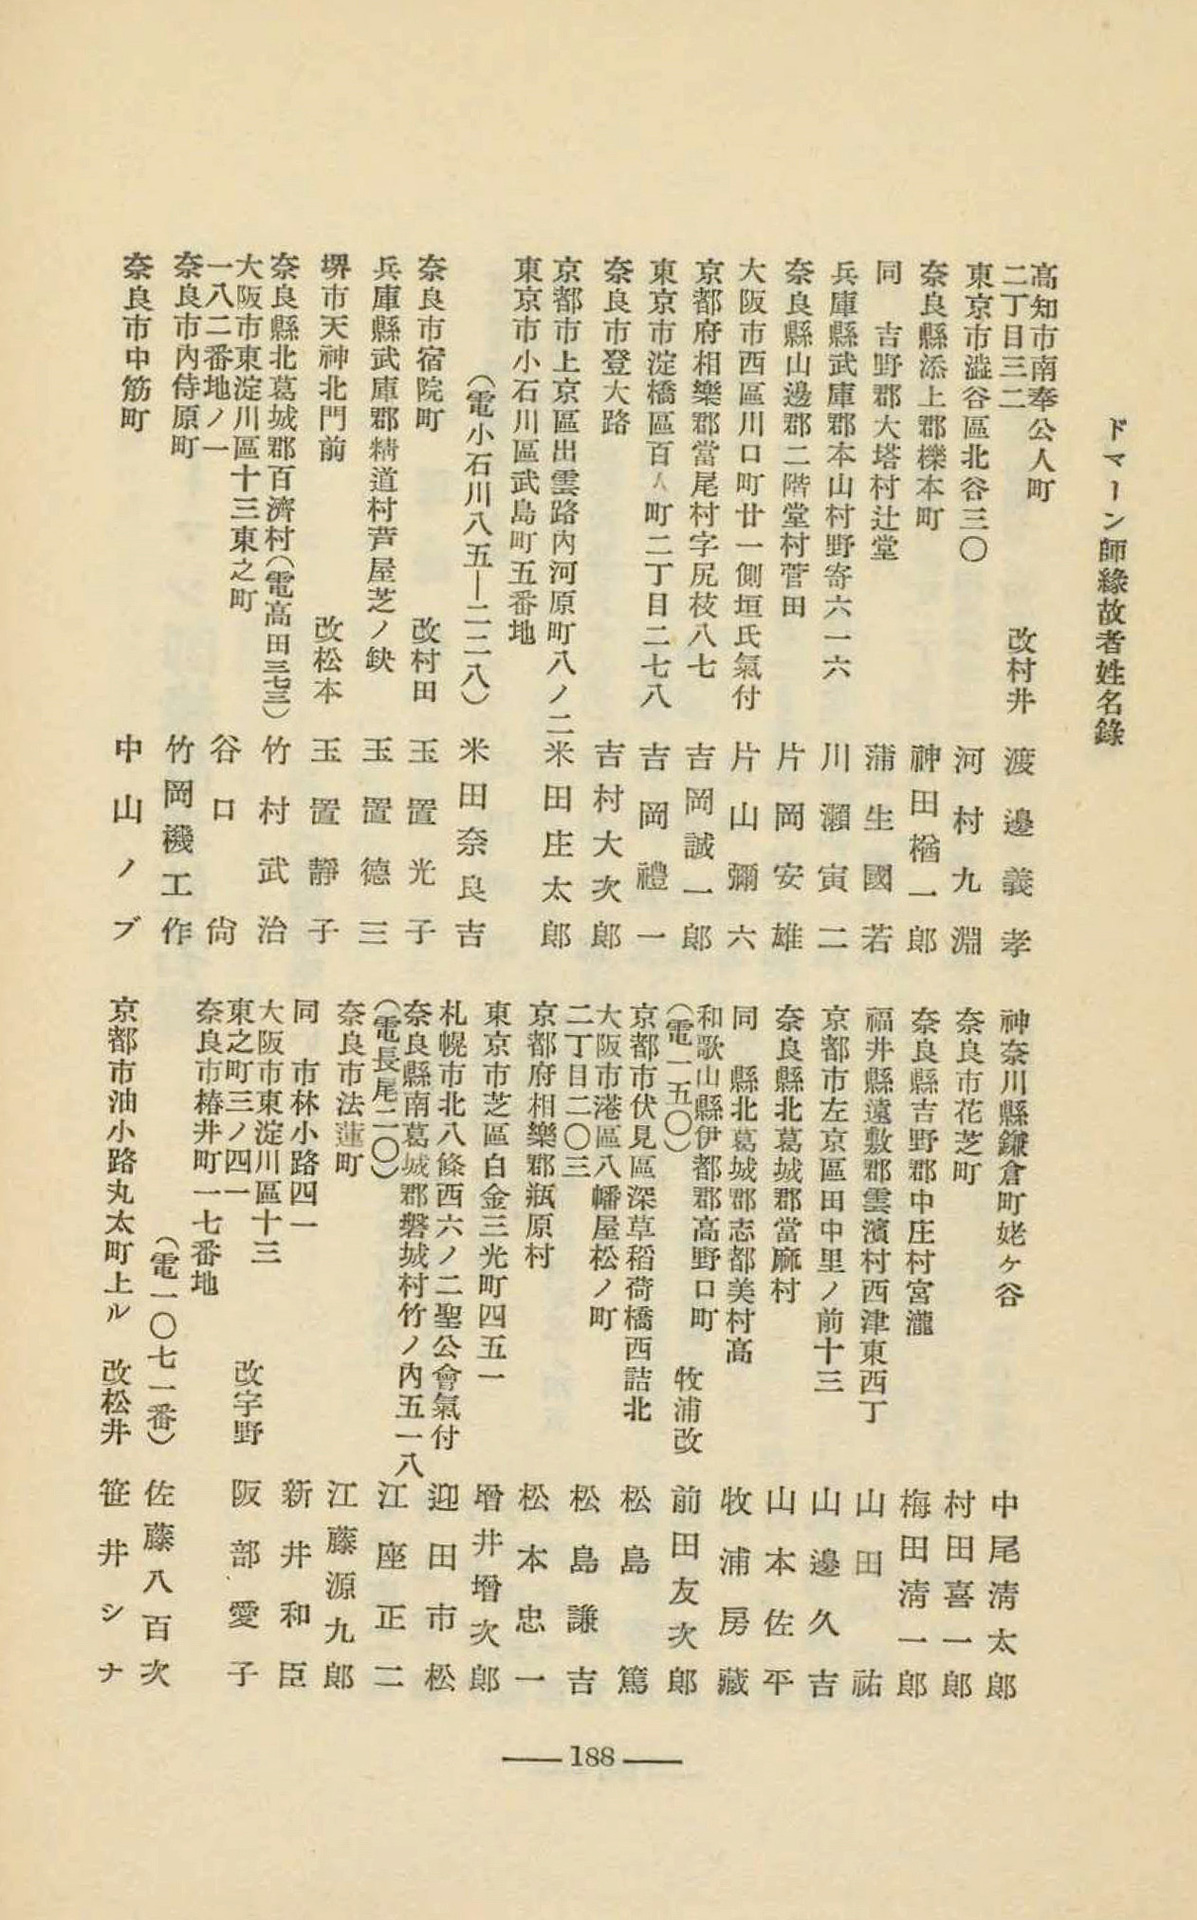 ドマーン師緣故者姓名錄
高知市南奉公人町
二丁目三二
改村井 渡邊義孝
東京市澁谷區北谷三〇 河村九淵
奈良縣添上郡櫟本町 神田楢一郎
同 吉野郡大塔村辻堂 蒲生國若
兵庫縣武庫郡本山村野寄六一六 川瀬寅二
奈良縣山邊郡二階堂村菅田 片岡安雄
大阪市西區川口町廿一側垣氏氣付 片山彌六
京都府相樂郡當尾村字尻枝八七 吉岡誠一郎
東京市淀橋區百人町二丁目二七八 吉岡禮一
奈良市登大路 吉村大次郎
京都市上京區出雲路內河原町八ノ二 米田庄太郎
東京市小石川區武島町五番地
(電小石川八五―二二八) 米田奈良吉
奈良市宿院町 改村田 玉置光子
兵庫縣武庫郡精道村芦屋芝ノ鈌 玉置德三
堺市天神北門前 改松本 玉置靜子
奈良縣北葛城郡百濟村(電高田三七三) 竹村武治
大阪市東淀川區十三東之町
一八二番地ノ一 谷口尙
奈良市內侍原町 竹岡機工作
奈良市中筋町 中山ノブ
神奈川縣鎌倉町姥ヶ谷 中尾淸太郎
奈良市花芝町 村田喜一郎
奈良縣吉野郡中庄村宮瀧 梅田淸一郎
福井縣遠敷郡雲濱村西津東西丁 山田祐
京都市左京區田中里ノ前十三 山邊久吉
奈良縣北葛城郡當麻村 山本佐平
同 縣北葛城郡志都美村高 牧浦房藏
和歌山縣伊都郡高野口町
(電一五〇) 牧浦改 前田友次郎
京都市伏見區深草稻荷橋西詰北 松島篤
大阪市港區八幡屋松ノ町
二丁目二〇三 松島謙吉
京都府相樂郡瓶原村 松本忠一
東京市芝區白金三光町四五一 增井增次郎
札幌市北八條西六ノ二聖公會氣付 迎田市松
奈良縣南葛城郡磐城村竹ノ內五一八
(電長尾二〇) 江座正二
奈良市法蓮町 江藤源九郎
同 市林小路四一 新井和臣
大阪市東淀川區十三
東之町三ノ四一 改宇野 阪部愛子
奈良市椿井町一七番地
(電一〇七一番) 佐藤八百次
京都市油小路丸太町上ル 改松井 笹井シナ
188